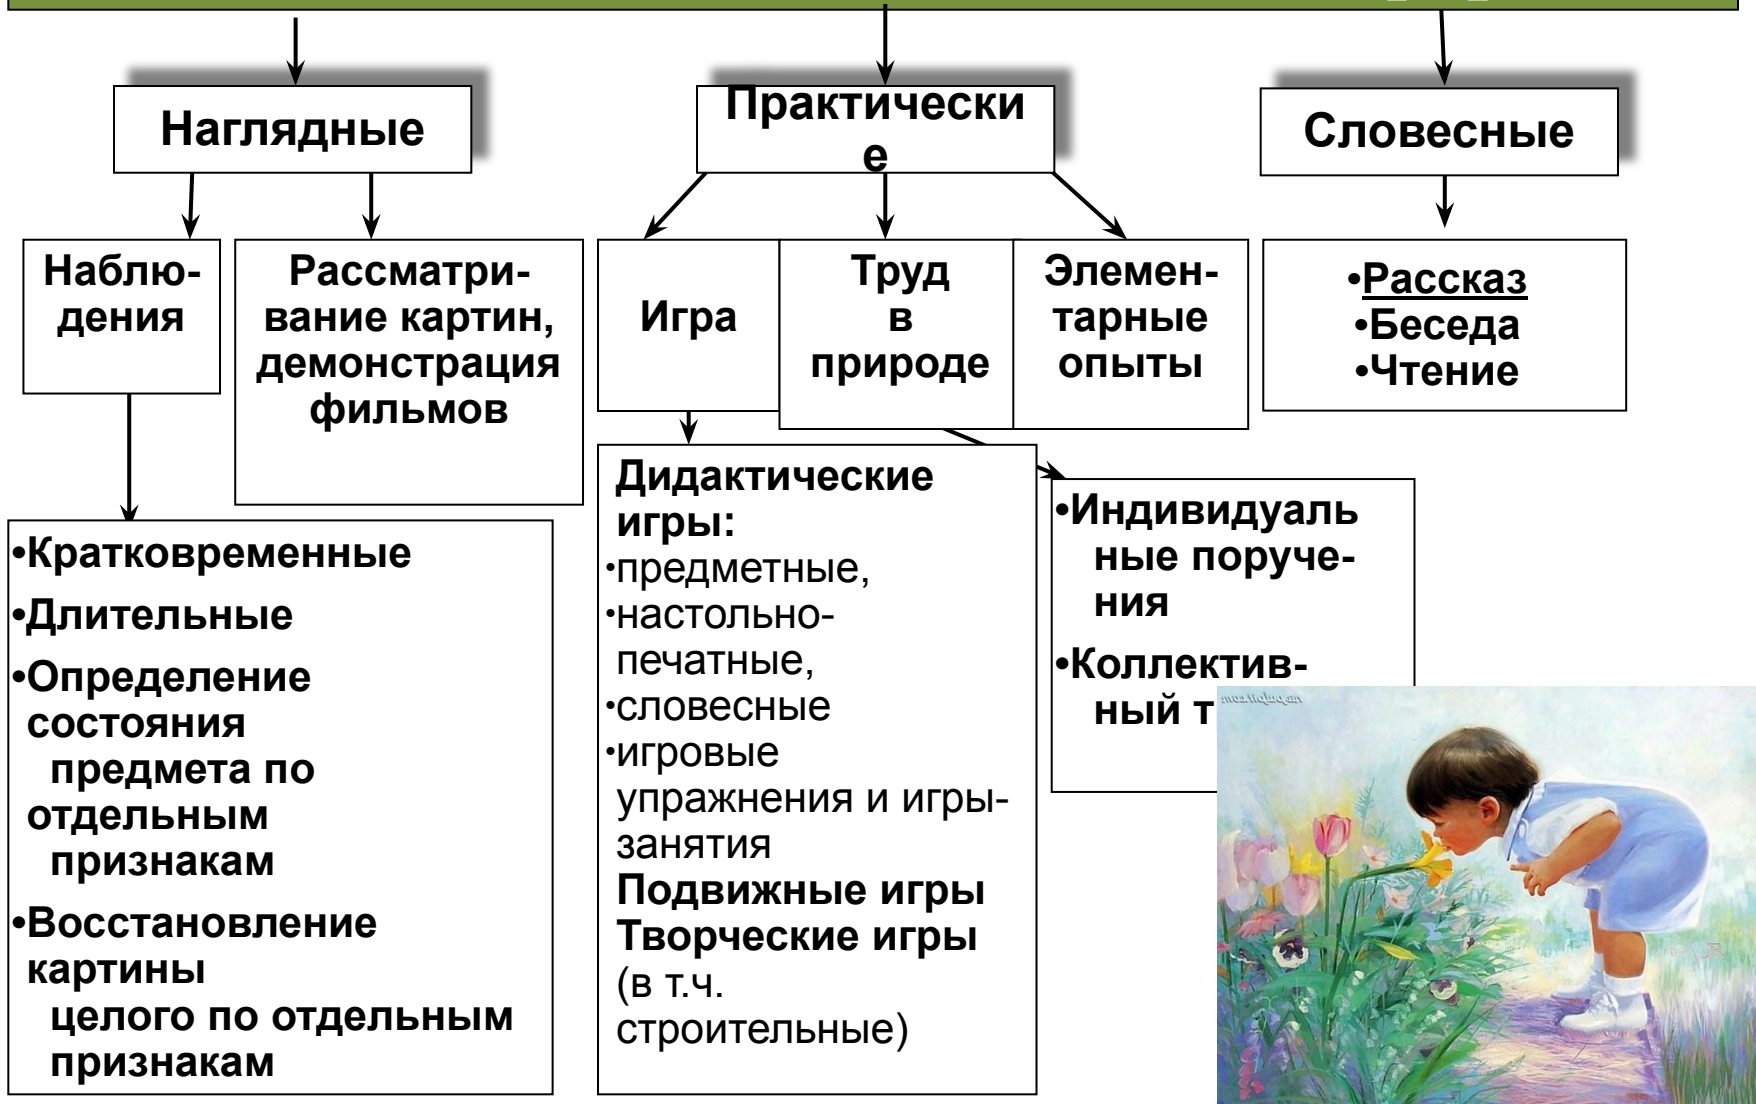 Наглядные
Практически
е
Словесные
Наблю-
дения
Рассматри-
вание картин,
демонстрация
фильмов
Игра
Труд
в
природе
Элемен-
тарные
опыты
•Рассказ
•Беседа
•Чтение
•Кратковременные
•Длительные
•Определение
состояния
предмета по
отдельным
признакам
•Восстановление
картины
целого по отдельным
признакам
Дидактические
игры:
•предметные,
•настольно-
печатные,
•словесные
•игровые
упражнения и игры-
занятия
Подвижные игры
Творческие игры
(в т.ч.
строительные)
•Индивидуаль
ные поруче-
ния
•Коллектив-
ный т